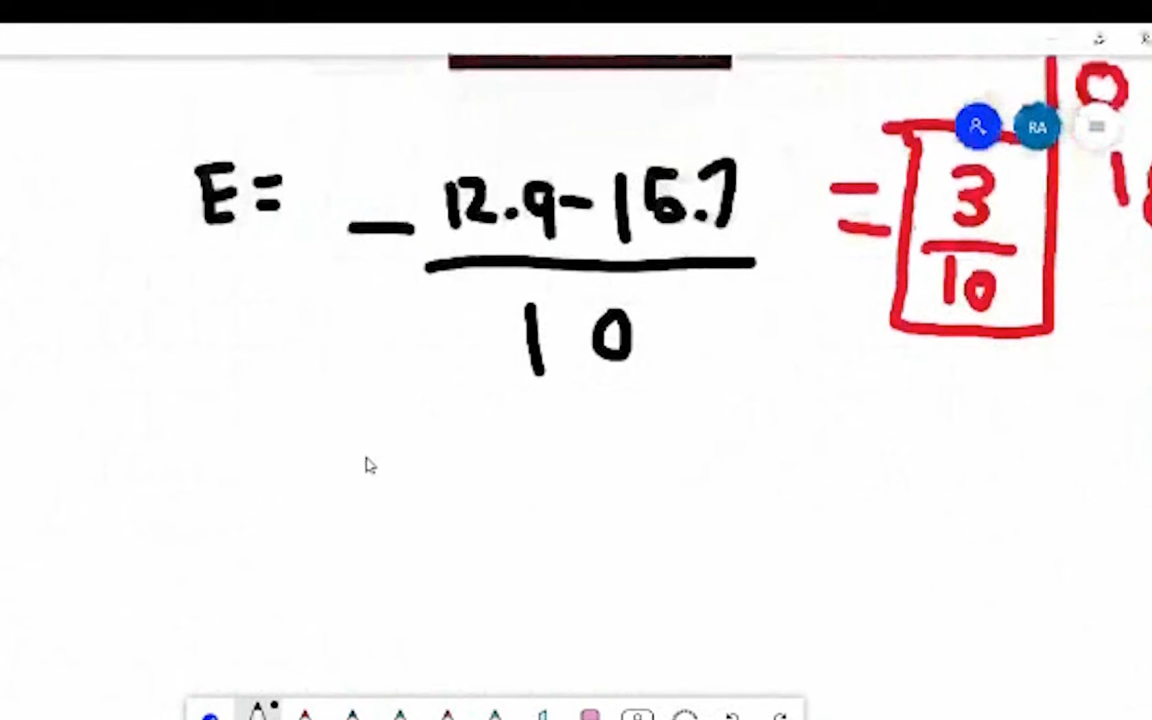 E = - 12.9-15.7 / 10 = 3/10
RA